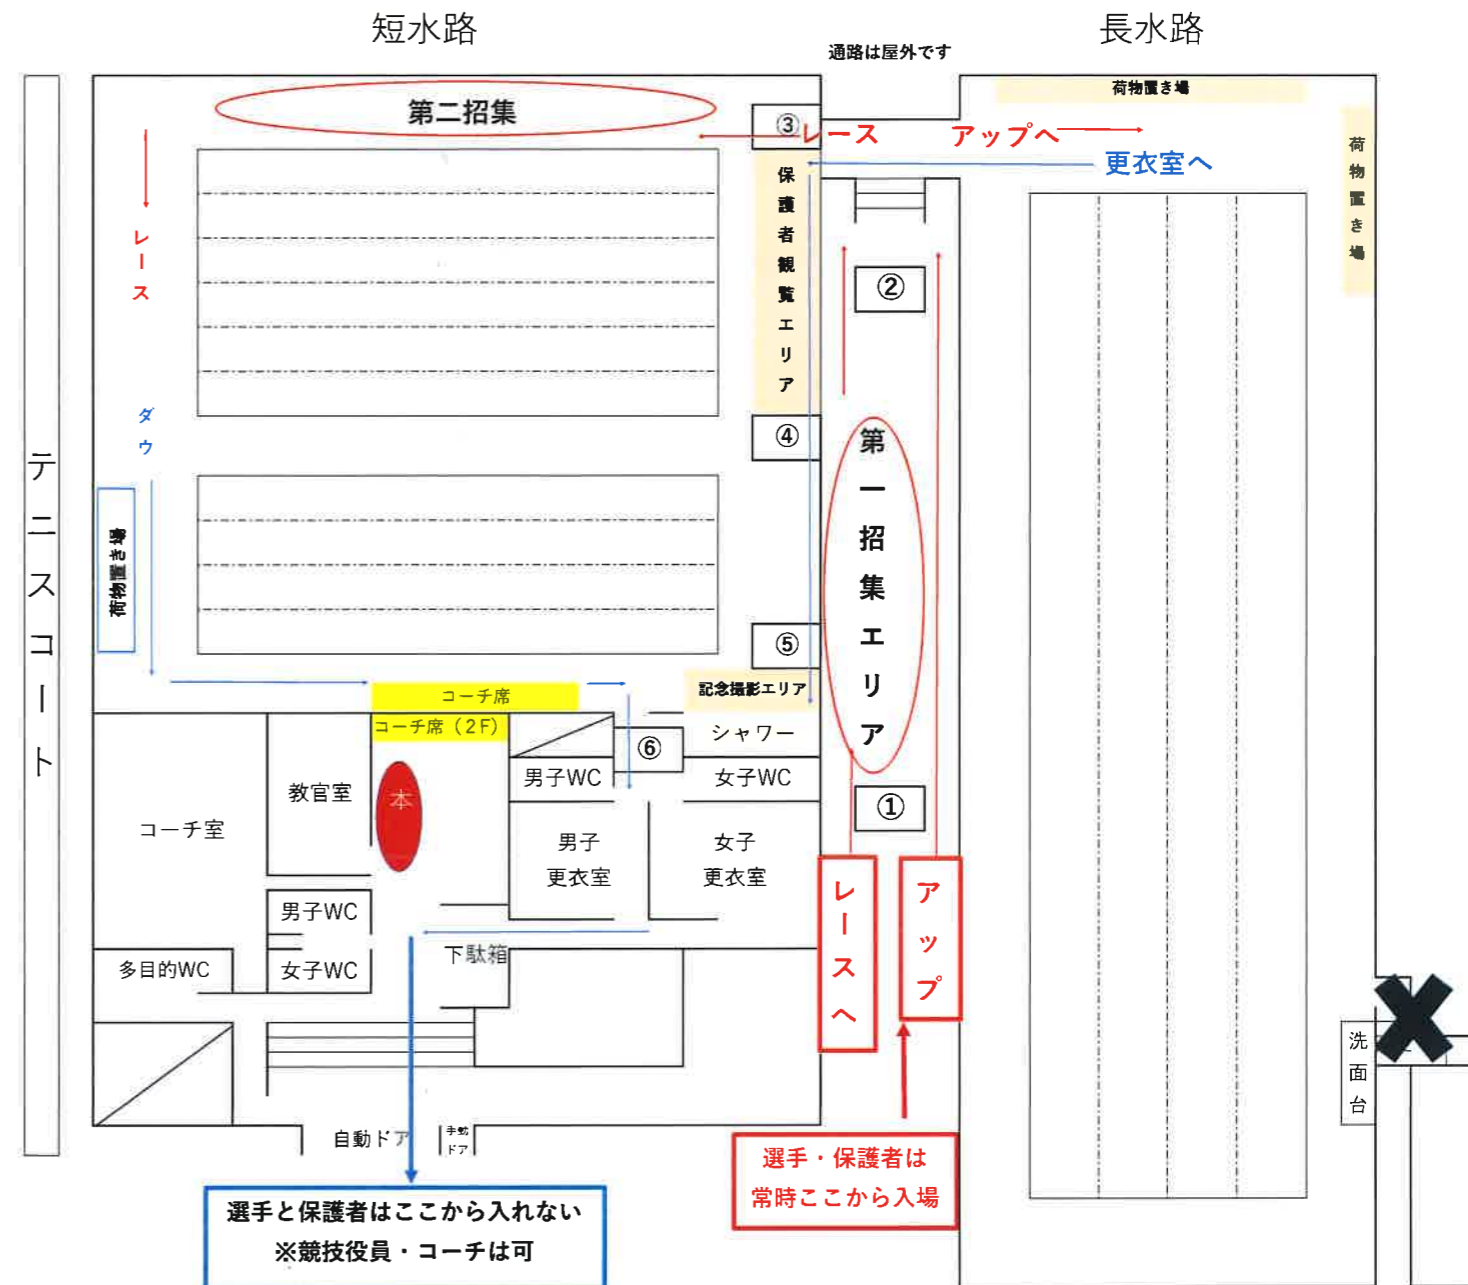 短水路
長水路
通路は屋外です
第二招集
荷物置き場
③
レース
アップへ
更衣室へ
荷物置き場
保護者観覧エリア
レース
②
ダウ
④
第一招集エリア
テニスコート
荷物置き場
⑤
コーチ席
記念撮影エリア
コーチ席（２F）
シャワー
⑥
教官室
本
男子WC
女子WC
①
コーチ室
男子
更衣室
女子
更衣室
レースへ
アップ
男子WC
下駄箱
多目的WC
女子WC
洗面台
自動ドア
手動
ドア
選手・保護者は
常時ここから入場
選手と保護者はここから入れない
※競技役員・コーチは可